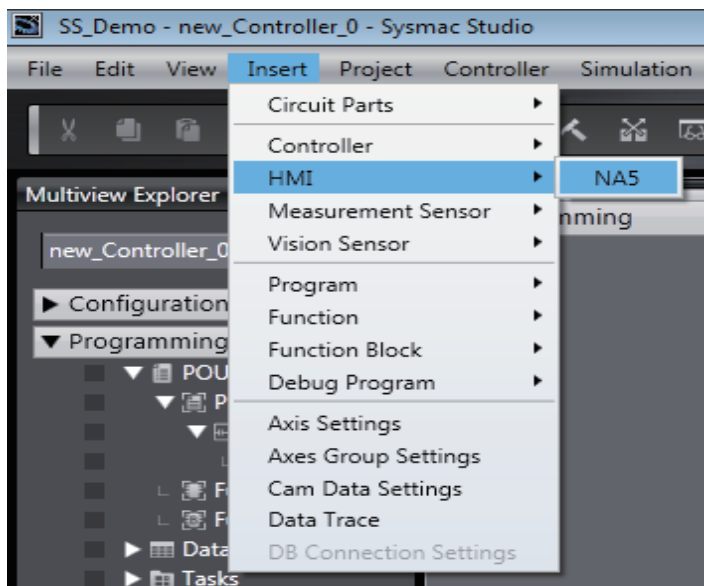 SS_Demo - new_Controller_0 - Sysmac Studio
File Edit View Insert Project Controller Simulation
Circuit Parts
Controller
HMI
NA5
Measurement Sensor
Vision Sensor
Program
Function
Function Block
Debug Program
Axis Settings
Axes Group Settings
Cam Data Settings
Data Trace
DB Connection Settings
Multiview Explorer
new_Controller_0
Configuration
Programming
POU
P
F
F
Data
Tasks
mming